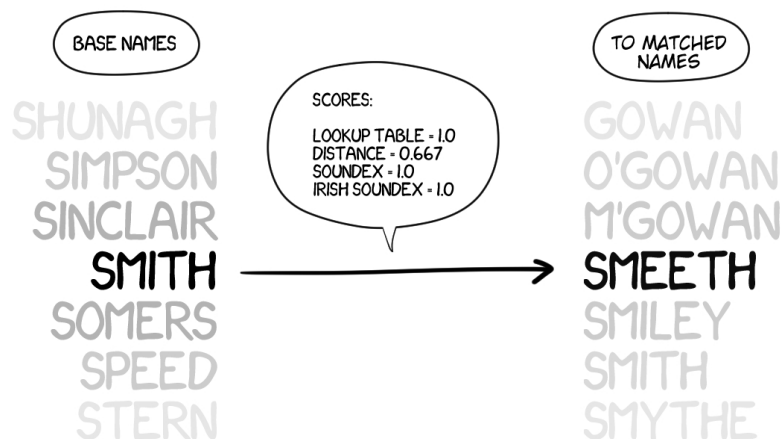 BASE NAMES
TO MATCHED
NAMES
SCORES:
LOOKUP TABLE = 1.0
DISTANCE = 0.667
SOUNDEX = 1.0
IRISH SOUNDEX = 1.0
SHUNAGH
SIMPSON
SINCLAIR
SMITH
SOMERS
SPEED
STERN
GOWAN
O'GOWAN
M'GOWAN
SMEETH
SMILEY
SMITH
SMYTHE